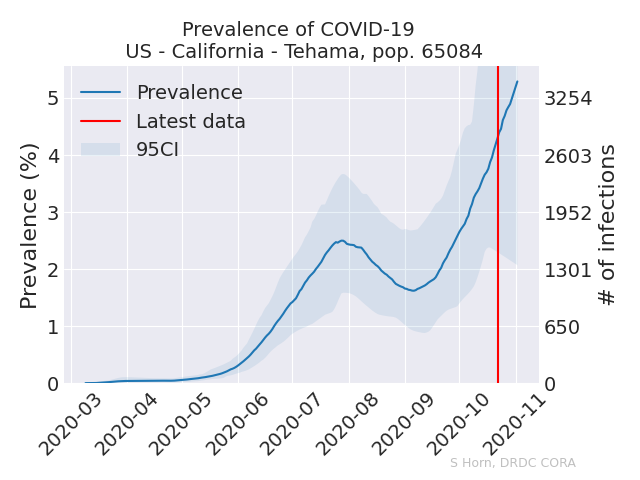 Prevalence of COVID-19
US - California - Tehama, pop. 65084
Prevalence
Latest data
95CI
Prevalence (%)
5
4
3
2
1
0
3254
2603
1952
1301
650
0
# of infections
2020-03
2020-04
2020-05
2020-06
2020-07
2020-08
2020-09
2020-10
2020-11
S Horn, DRDC CORA